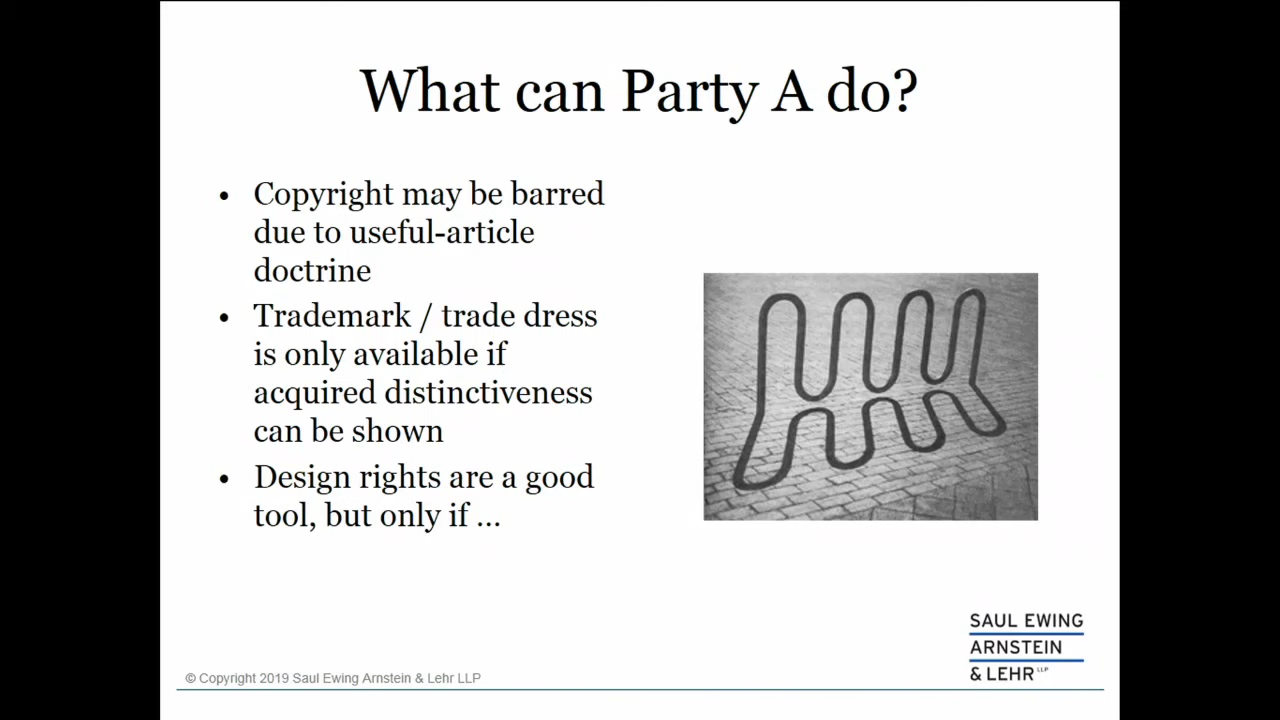 What can Party A do?
• Copyright may be barred
due to useful-article
doctrine
• Trademark / trade dress
is only available if
acquired distinctiveness
can be shown
• Design rights are a good
tool, but only if ...
SAUL EWING
ARNSTEIN
& LEHR LLP
© Copyright 2019 Saul Ewing Arnstein & Lehr LLP